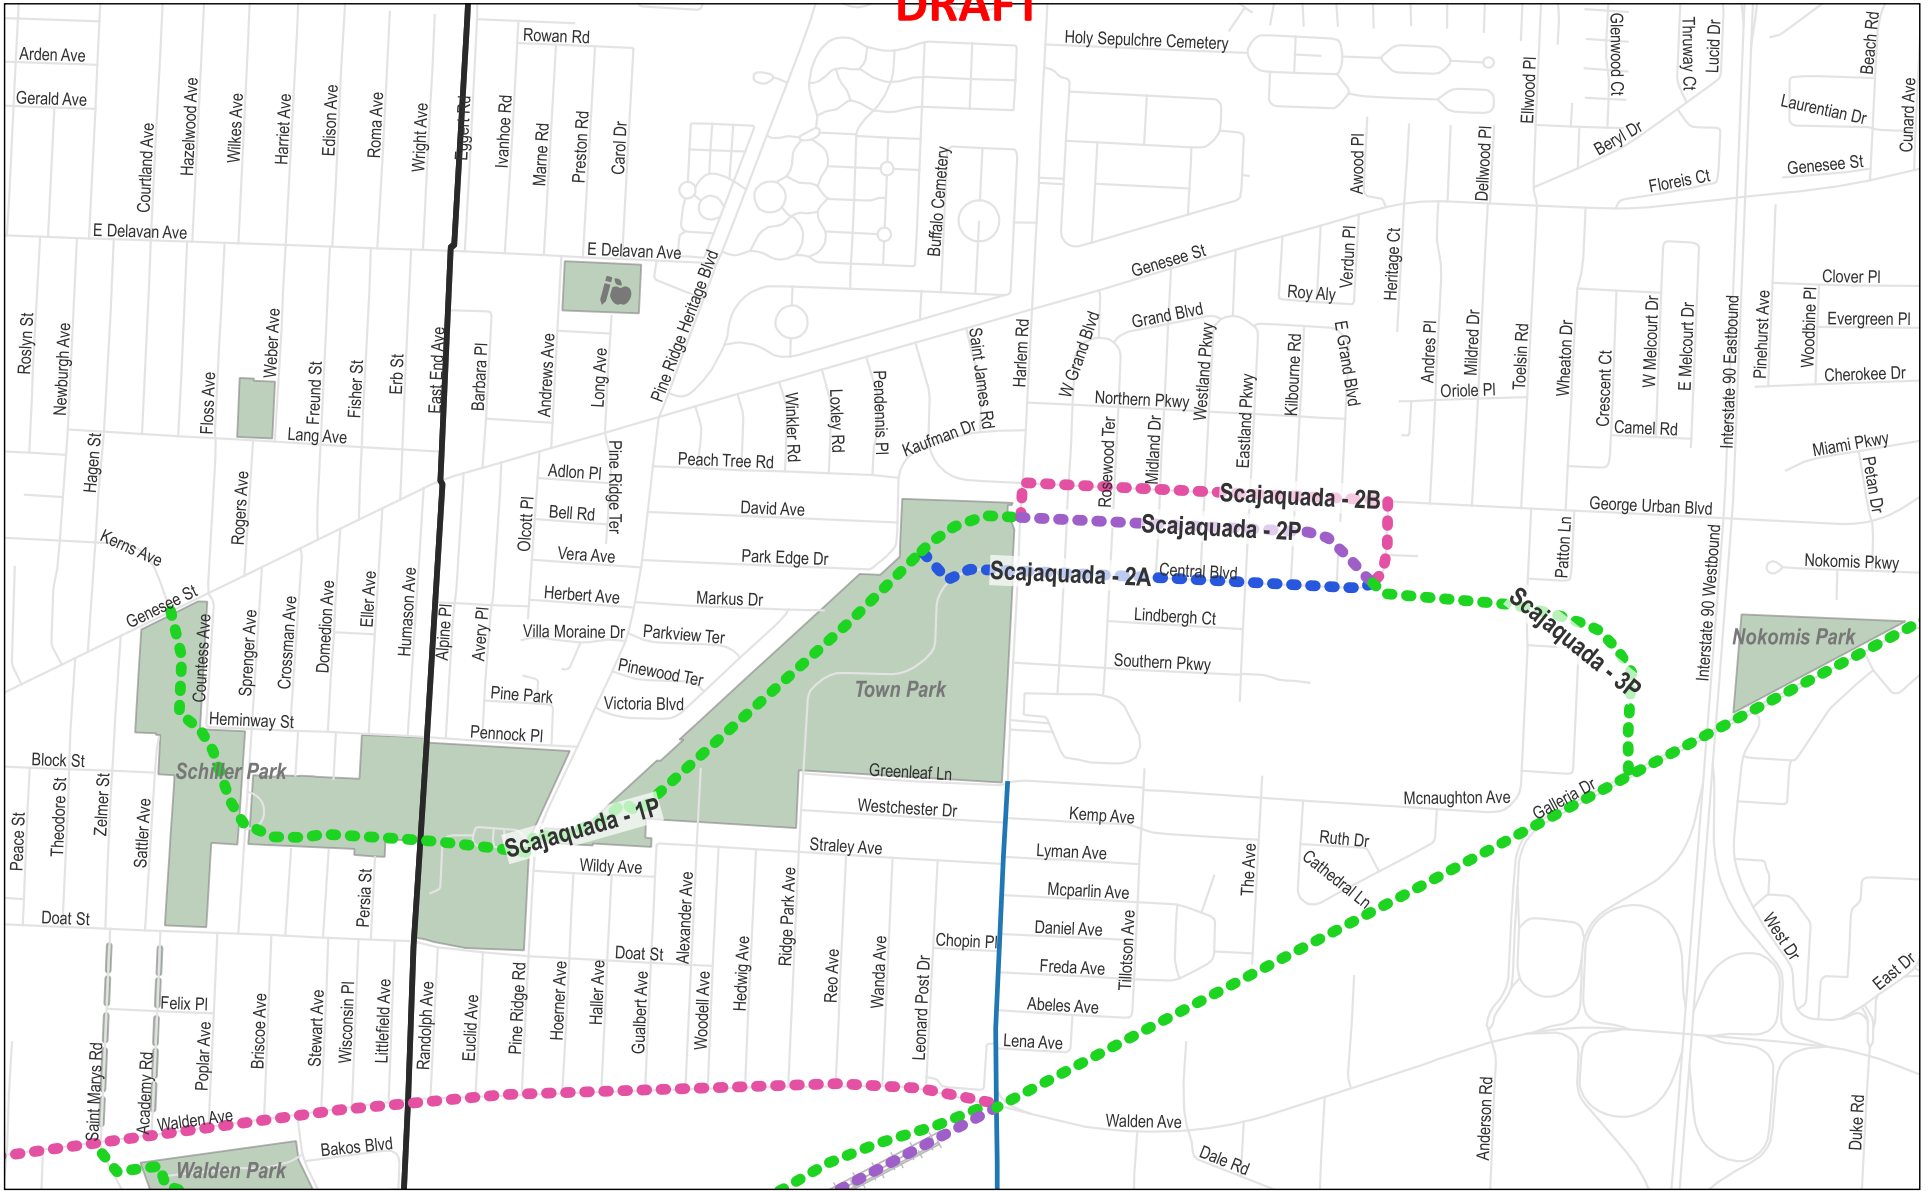 DRAFT
Rowan Rd
Holy Sepulchre Cemetery
Arden Ave
Gerald Ave
Courtland Ave
Hazelwood Ave
Wilkes Ave
Harriet Ave
Edison Ave
Roma Ave
Wright Ave
Eggert Rd
Ivanhoe Rd
Marne Rd
Preston Rd
Carol Dr
Buffalo Cemetery
Awood Pl
Dellwood Pl
Ellwood Pl
Glenwood Ct
Thruway Ct
Lucid Dr
Beach Rd
Laurentian Dr
Cunard Ave
Beryl Dr
Floreis Ct
Genesee St
E Delavan Ave
E Delavan Ave
Pine Ridge Heritage Blvd
Genesee St
Verdun Pl
Heritage Ct
Roy Aly
Clover Pl
Evergreen Pl
Cherokee Dr
Woodbine Pl
Pinehurst Ave
Interstate 90 Eastbound
E Melcourt Dr
W Melcourt Dr
Crescent Ct
Camel Rd
Wheaton Dr
Toelsin Rd
Mildred Dr
Andres Pl
Oriole Pl
E Grand Blvd
Kilbourne Rd
Grand Blvd
Westland Pkwy
Eastland Pkwy
W Grand Blvd
Northern Pkwy
Midland Dr
Rosewood Ter
Harlem Rd
Saint James Rd
Kaufman Dr
Pendennis Pl
Loxley Rd
Winkler Rd
Peach Tree Rd
Long Ave
Andrews Ave
Barbara Pl
East End Ave
Erb St
Fisher St
Freund St
Weber Ave
Floss Ave
Lang Ave
Newburgh Ave
Roslyn St
Hagen St
Rogers Ave
Kerns Ave
Genesee St
Adlon Pl
Pine Ridge Ter
Olcott Pl
Bell Rd
David Ave
Vera Ave
Park Edge Dr
Herbert Ave
Markus Dr
Villa Moraine Dr
Parkview Ter
Pinewood Ter
Victoria Blvd
Pine Park
Pennock Pl
Avery Pl
Alpine Pl
Humason Ave
Eller Ave
Domedion Ave
Crossman Ave
Sprenger Ave
Countess Ave
Heminway St
Scajaquada - 2B
Scajaquada - 2P
Scajaquada - 2A
Central Blvd
Lindbergh Ct
Southern Pkwy
Scajaquada - 3P
George Urban Blvd
Patton Ln
Miami Pkwy
Petan Dr
Nokomis Pkwy
Interstate 90 Westbound
Nokomis Park
Town Park
Schiller Park
Block St
Theodore St
Zelmer St
Sattler Ave
Peace St
Doat St
Persia St
Scajaquada - 1P
Wildy Ave
Greenleaf Ln
Westchester Dr
Straley Ave
Kemp Ave
Lyman Ave
Mcparlin Ave
Daniel Ave
Freda Ave
Abeles Ave
Lena Ave
Tillotson Ave
The Ave
Ruth Dr
Cathedral Ln
Mcnaughton Ave
Galleria Dr
West Dr
East Dr
Duke Rd
Anderson Rd
Walden Ave
Dale Rd
Chopin Pl
Leonard Post Dr
Wanda Ave
Reo Ave
Ridge Park Ave
Hedwig Ave
Woodell Ave
Alexander Ave
Doat St
Gualbert Ave
Haller Ave
Hoerner Ave
Pine Ridge Rd
Euclid Ave
Randolph Ave
Littlefield Ave
Wisconsin Pl
Stewart Ave
Briscoe Ave
Poplar Ave
Felix Pl
Academy Rd
Saint Marys Rd
Walden Ave
Bakos Blvd
Walden Park